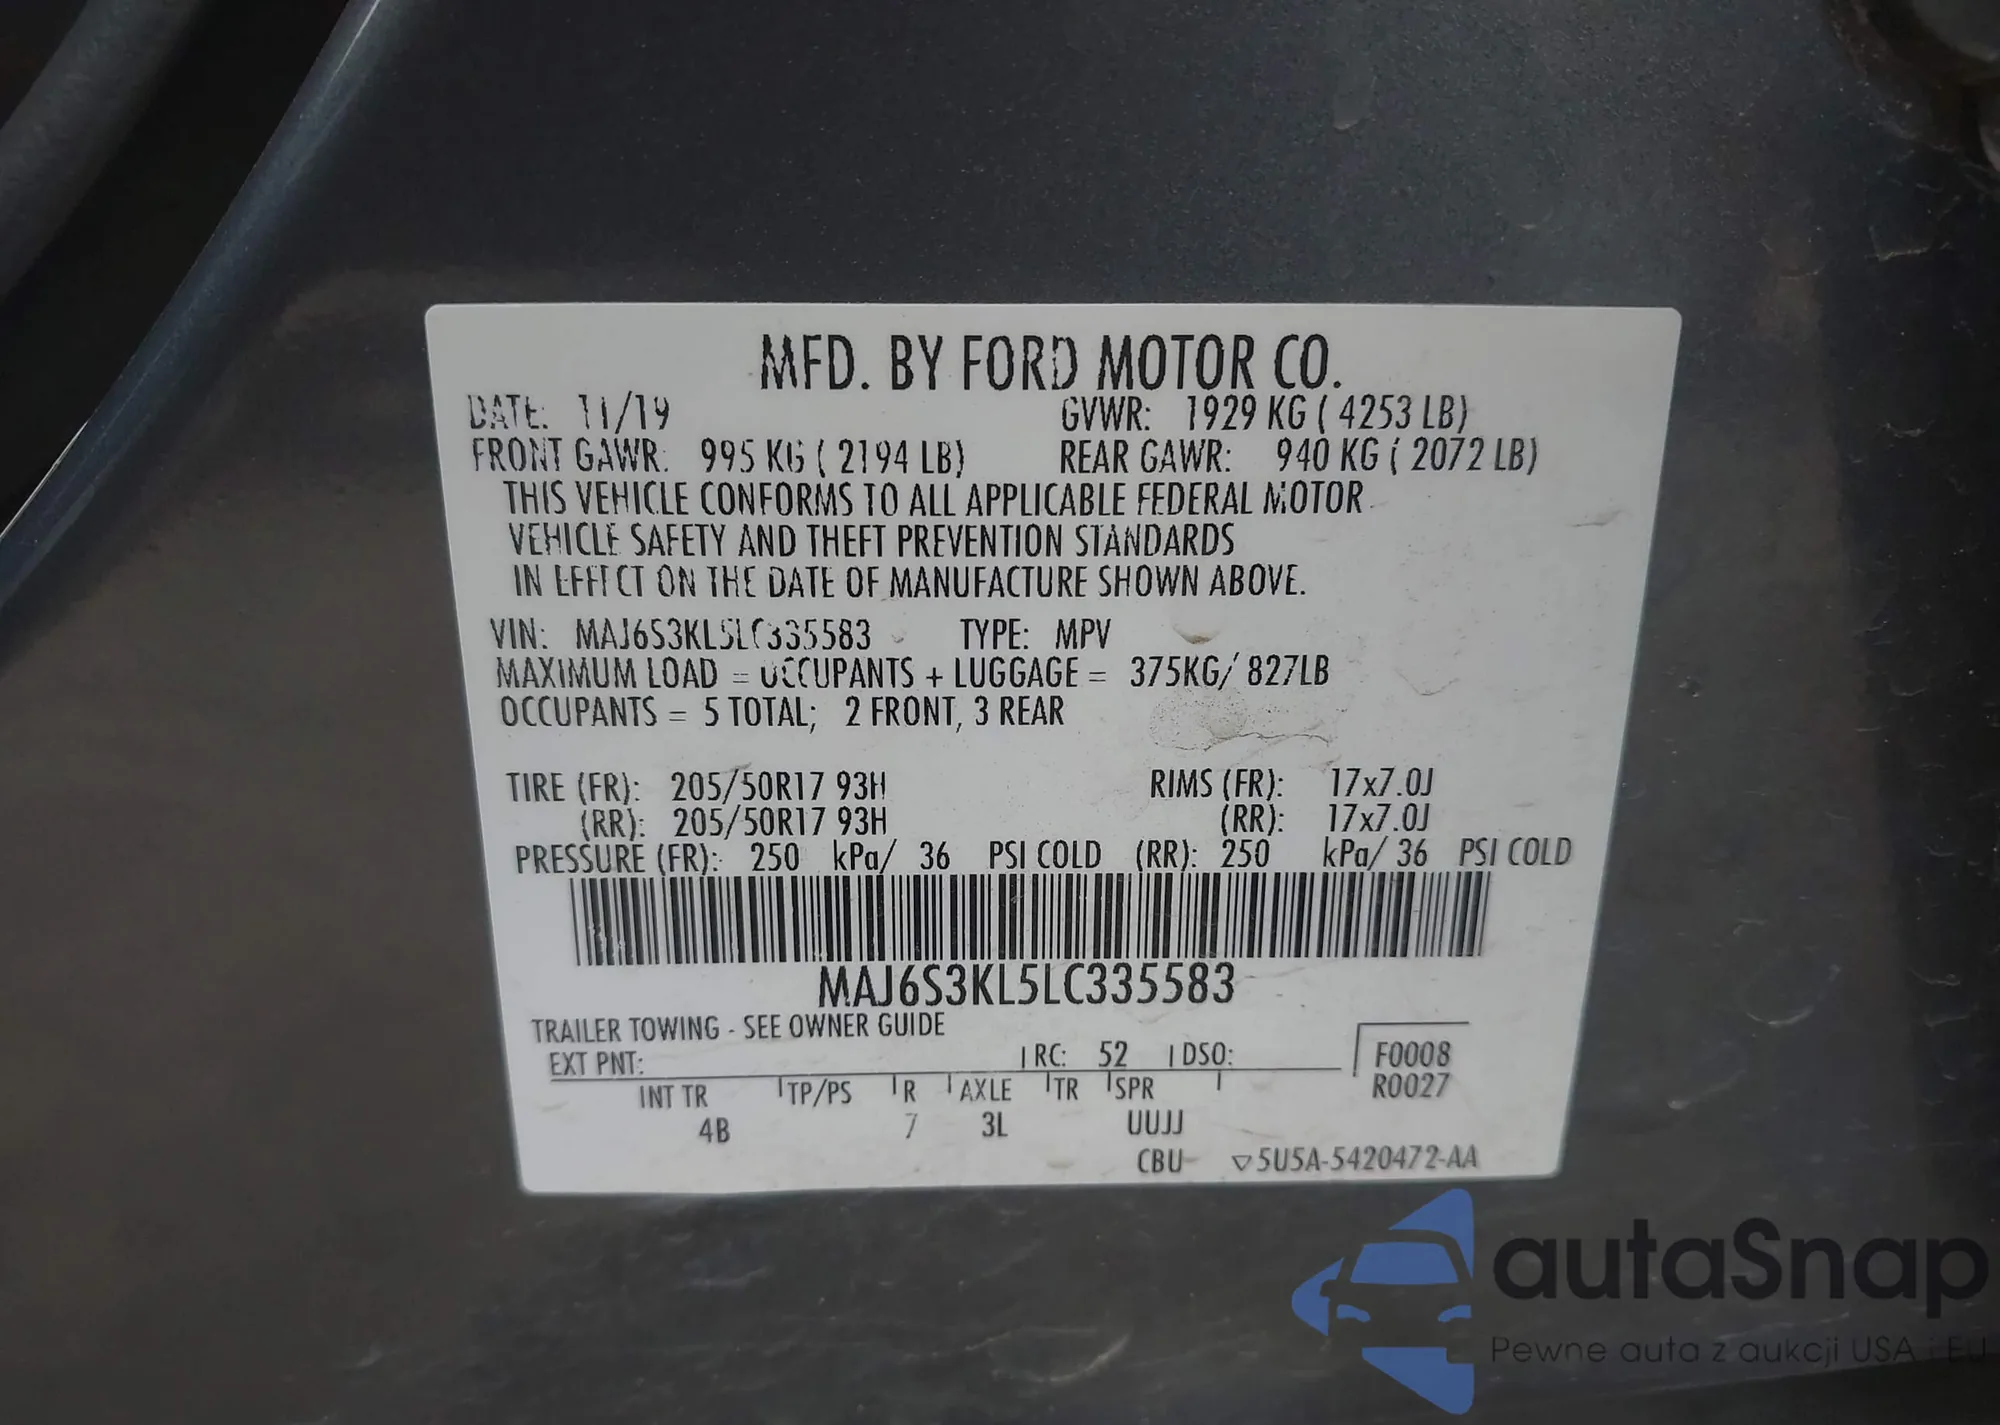 MFD. BY FORD MOTOR CO.
DATE: 11/19 GVWR: 1929 KG ( 4253 LB)
FRONT GAWR: 995 KG ( 2194 LB) REAR GAWR: 940 KG ( 2072 LB)
THIS VEHICLE CONFORMS TO ALL APPLICABLE FEDERAL MOTOR
VEHICLE SAFETY AND THEFT PREVENTION STANDARDS
IN EFFECT ON THE DATE OF MANUFACTURE SHOWN ABOVE.
VIN: MAJ6S3KL5LC335583 TYPE: MPV
MAXIMUM LOAD = OCCUPANTS + LUGGAGE = 375KG/ 827LB
OCCUPANTS = 5 TOTAL; 2 FRONT, 3 REAR
TIRE (FR): 205/50R17 93H RIMS (FR): 17x7.0J
(RR): 205/50R17 93H (RR): 17x7.0J
PRESSURE (FR): 250 kPa/ 36 PSI COLD (RR): 250 kPa/ 36 PSI COLD
MAJ6S3KL5LC335583
TRAILER TOWING - SEE OWNER GUIDE
EXT PNT: RC: 52 DSO: F0008
INT TR TP/PS R AXLE TR SPR R0027
4B 7 3L UUJJ
CBU ▽5U5A-5420472-AA
autaSnap
Pewne auta z aukcji USA i EU